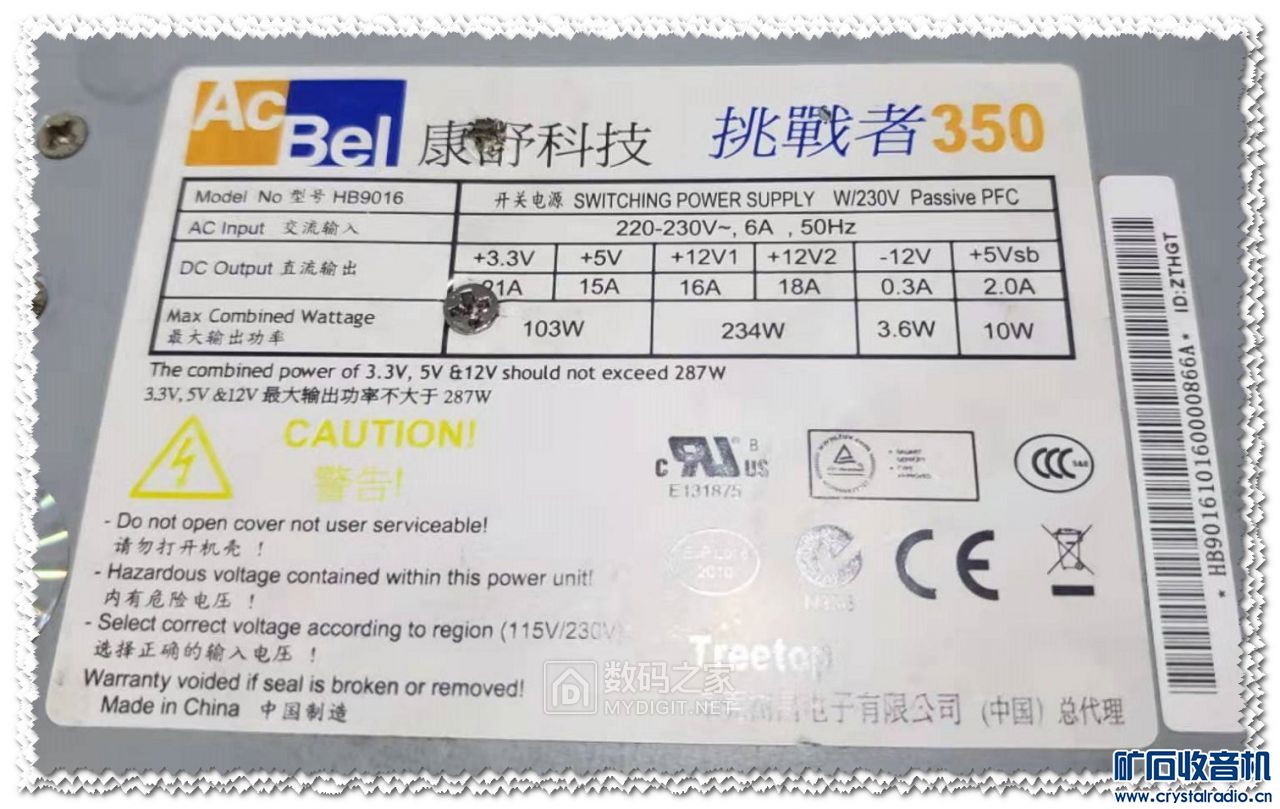 AcBel 康舒科技 挑戰者350
Model No 型号 HB9016
开关电源 SWITCHING POWER SUPPLY W/230V Passive PFC
AC Input 交流输入
220-230V~, 6A , 50Hz
DC Output 直流输出
+3.3V +5V +12V1 +12V2 -12V +5Vsb
15A 16A 18A 0.3A 2.0A
Max Combined Wattage
最大输出功率
103W 234W 3.6W 10W
The combined power of 3.3V, 5V &12V should not exceed 287W
3.3V, 5V &12V 最大输出功率不大于 287W
CAUTION!
警告!
- Do not open cover not user serviceable!
请勿打开机壳 !
- Hazardous voltage contained within this power unit!
内有危险电压 !
- Select correct voltage according to region (115V/230V)
选择正确的输入电压 !
Warranty voided if seal is broken or removed!
Made in China 中国制造
c RU US
B
E131875
CCC S&E
2010
CE
Treetop
电子有限公司 (中国) 总代理
* HB9016101600000866A* ID:ZTHGT
数码之家
MYDIGIT.NET
矿石收音机
www.crystalradio.cn